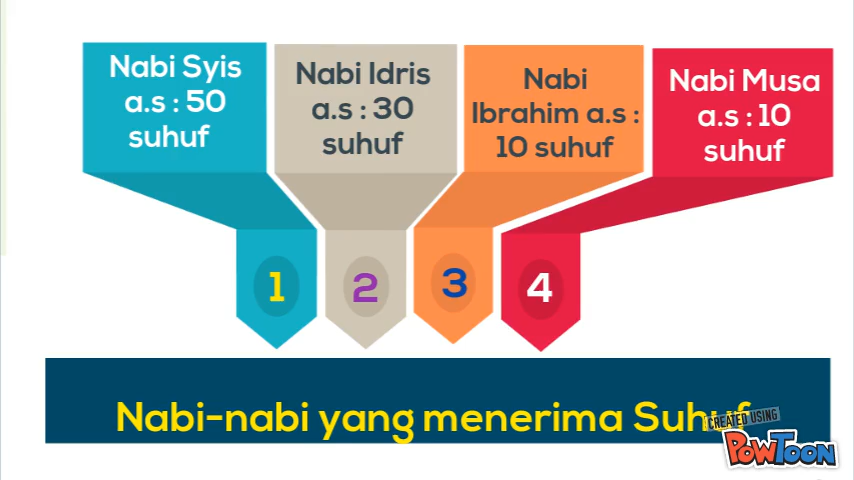 Nabi Syis
a.s : 50
suhuf
Nabi Idris
a.s : 30
suhuf
Nabi
Ibrahim a.s :
10 suhuf
Nabi Musa
a.s : 10
suhuf
1
2
3
4
Nabi-nabi yang menerima Suhuf
CREATED USING
POWTOON